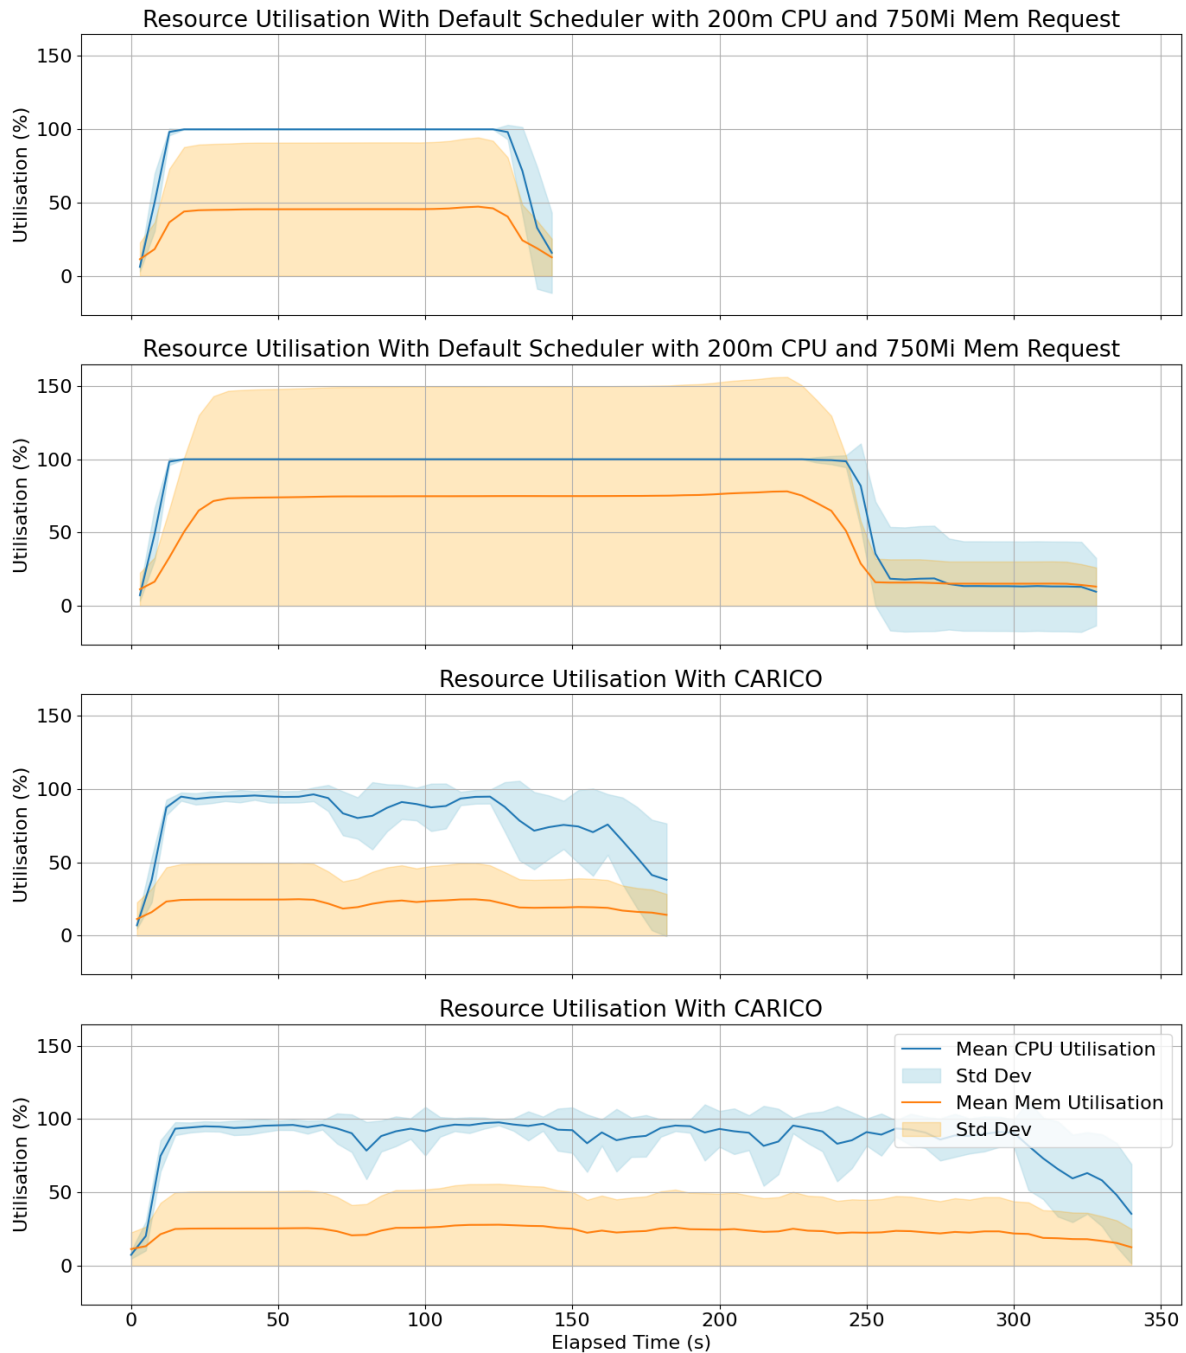 Resource Utilisation With Default Scheduler with 200m CPU and 750Mi Mem Request
150
100
50
0
Utilisation (%)
Resource Utilisation With Default Scheduler with 200m CPU and 750Mi Mem Request
150
100
50
0
Utilisation (%)
Resource Utilisation With CARICO
150
100
50
0
Utilisation (%)
Resource Utilisation With CARICO
150
100
50
0
Utilisation (%)
Mean CPU Utilisation
Std Dev
Mean Mem Utilisation
Std Dev
0 50 100 150 200 250 300 350
Elapsed Time (s)